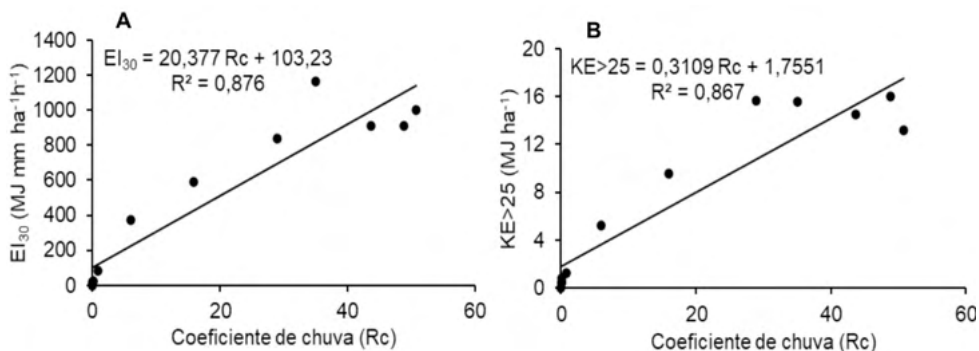 A
EI₃₀ = 20,377 Rc + 103,23
R² = 0,876
EI₃₀ (MJ mm ha⁻¹h⁻¹)
1400
1200
1000
800
600
400
200
0
0 20 40 60
Coeficiente de chuva (Rc)
B
KE>25 = 0,3109 Rc + 1,7551
R² = 0,867
KE>25 (MJ ha⁻¹)
20
16
12
8
4
0
0 20 40 60
Coeficiente de chuva (Rc)